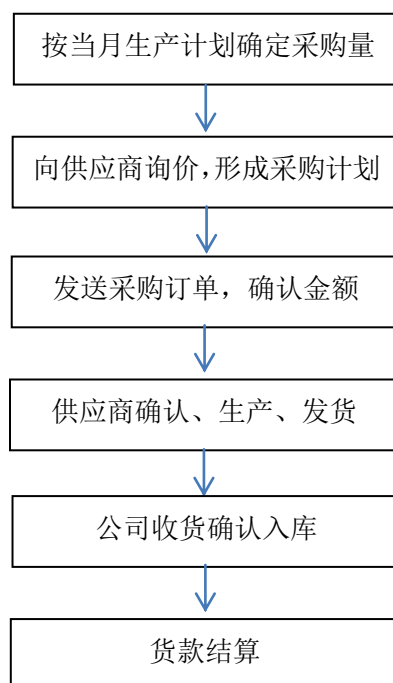 按当月生产计划确定采购量
向供应商询价，形成采购计划
发送采购订单，确认金额
供应商确认、生产、发货
公司收货确认入库
货款结算